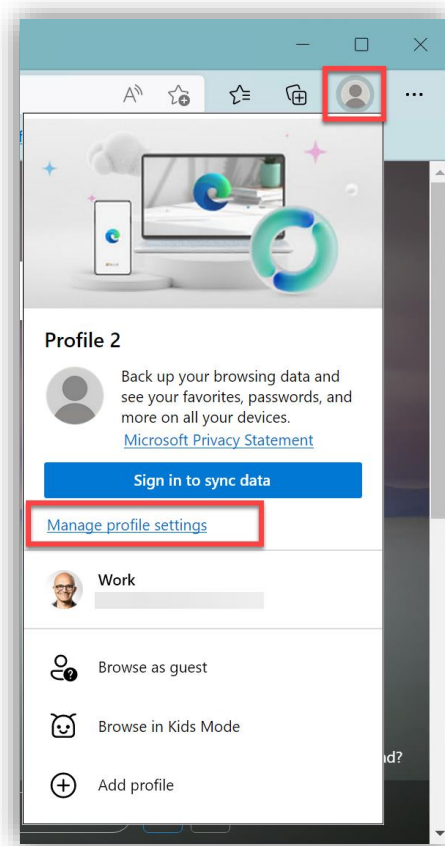 Profile 2
Back up your browsing data and
see your favorites, passwords, and
more on all your devices.
Microsoft Privacy Statement
Sign in to sync data
Manage profile settings
Work
Browse as guest
Browse in Kids Mode
Add profile